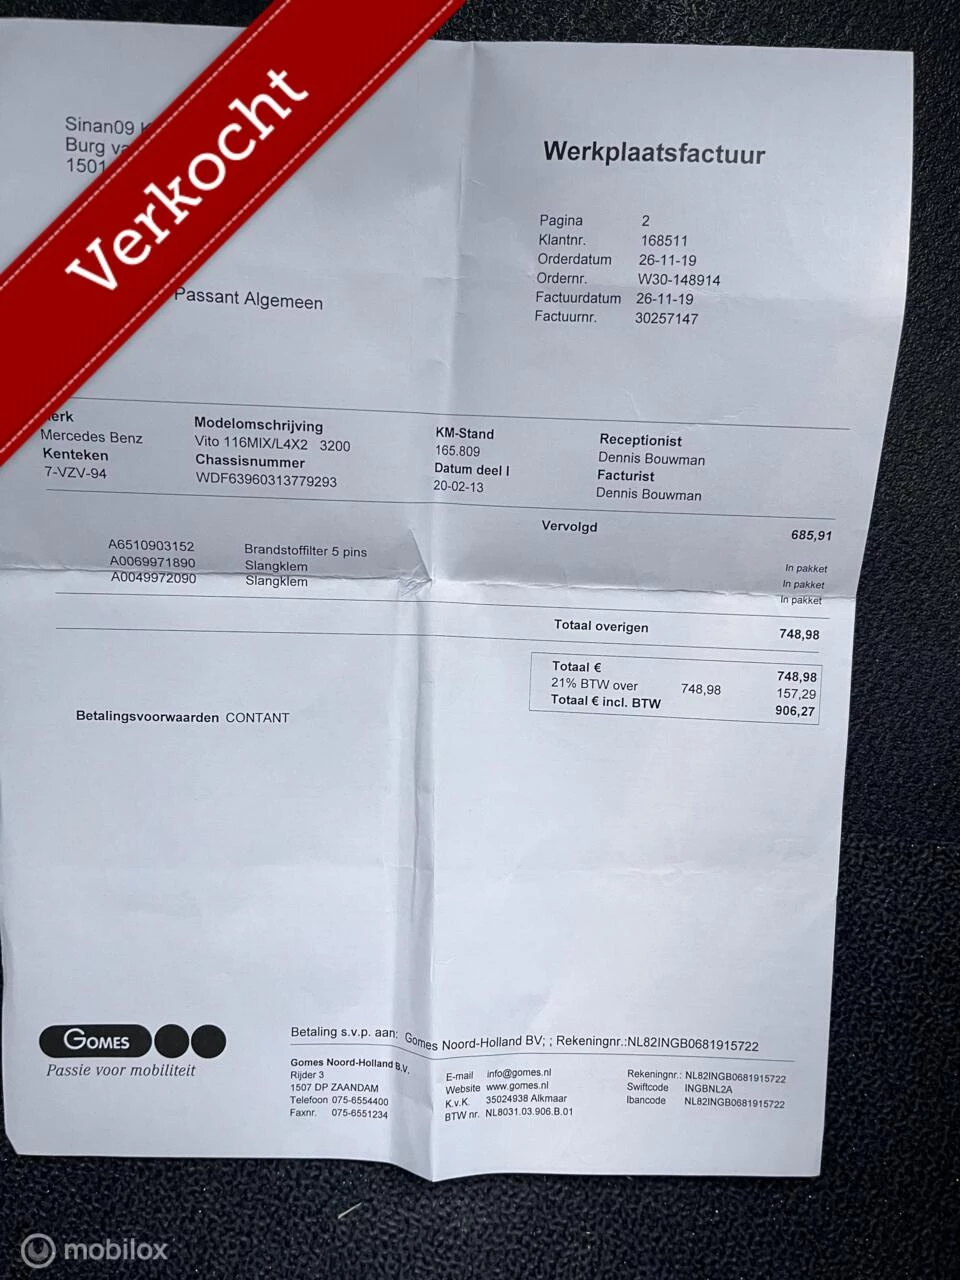 Verkocht
Sinan09
Burg
1501
Werkplaatsfactuur
Pagina 2
Klantnr. 168511
Orderdatum 26-11-19
Ordernr. W30-148914
Factuurdatum 26-11-19
Factuurnr. 30257147
Passant Algemeen
Modelomschrijving KM-Stand Receptionist
Mercedes Benz Vito 116MIX/L4X2 3200 165.809 Dennis Bouwman
Kenteken Chassisnummer Datum deel I Facturist
7-VZV-94 WDF63960313779293 20-02-13 Dennis Bouwman
Vervolgd 685,91
A6510903152 Brandstoffilter 5 pins In pakket
A0069971890 Slangklem In pakket
A0049972090 Slangklem In pakket
Totaal overigen 748,98
Totaal € 748,98
21% BTW over 748,98 157,29
Totaal € incl. BTW 906,27
Betalingsvoorwaarden CONTANT
GOMES
Passie voor mobiliteit
Betaling s.v.p. aan: Gomes Noord-Holland BV; ; Rekeningnr.:NL82INGB0681915722
Gomes Noord-Holland B.V.
Rijder 3
1507 DP ZAANDAM
Telefoon 075-6554400
Faxnr. 075-6551234
E-mail info@gomes.nl
Website www.gomes.nl
K.v.K. 35024938 Alkmaar
BTW nr. NL8031.03.906.B.01
Rekeningnr.: NL82INGB0681915722
Swiftcode INGBNL2A
Ibancode NL82INGB0681915722
mobilox